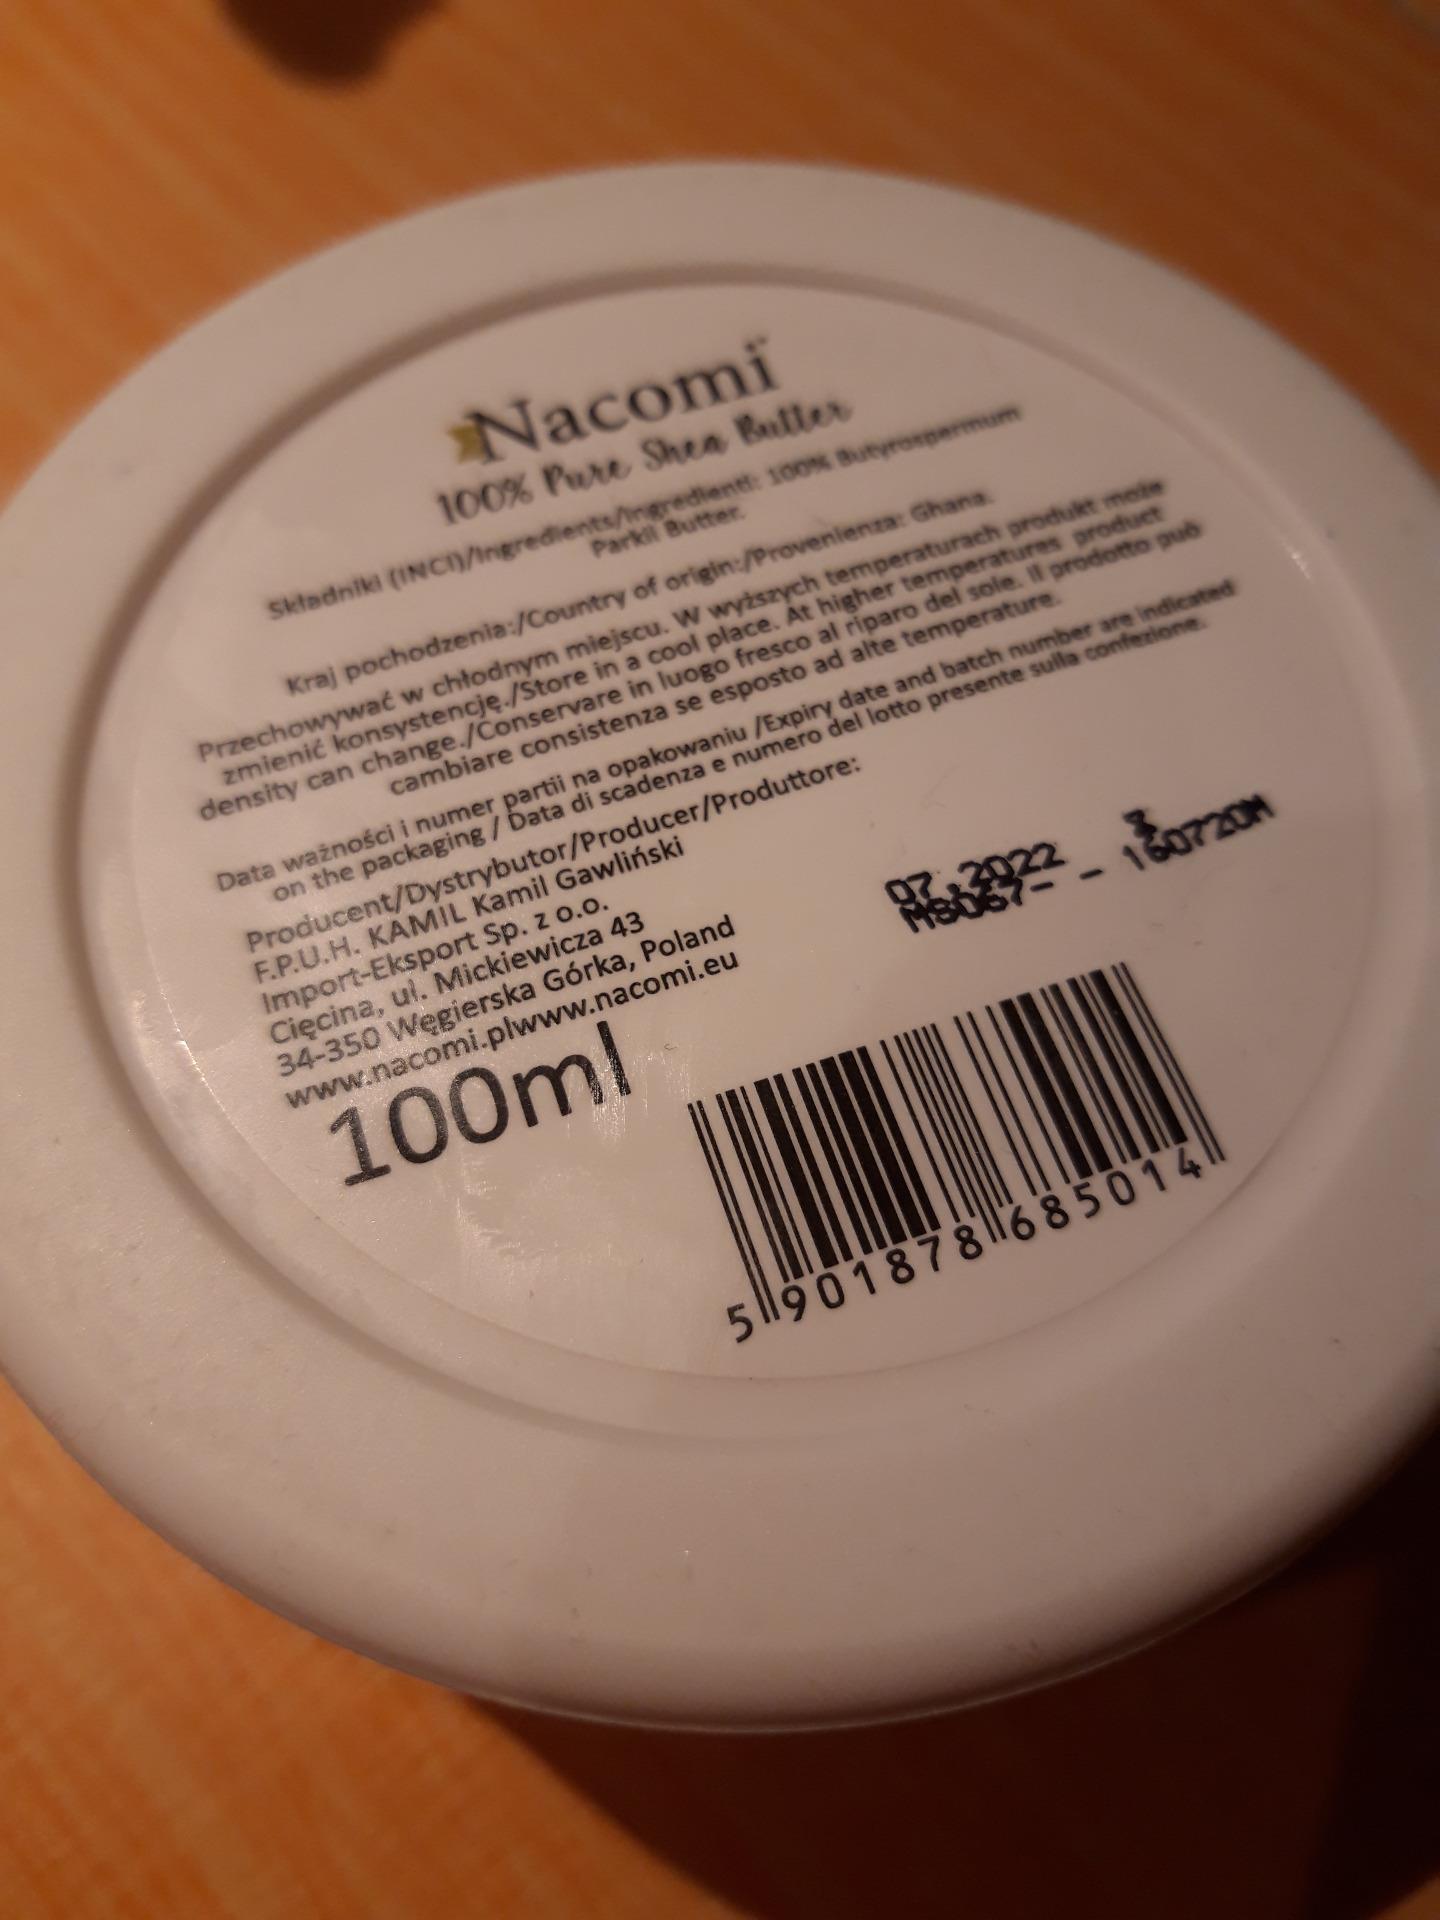 Nacomi
100% Pure Shea Butter
Składniki (INCI)/Ingredients/Ingredienti: 100% Butyrospermum
Parkii Butter.
Kraj pochodzenia:/Country of origin:/Provenienza: Ghana.
Przechowywać w chłodnym miejscu. W wyższych temperaturach produkt może
zmienić konsystencję./Store in a cool place. At higher temperatures product
density can change./Conservare in luogo fresco al riparo del sole. Il prodotto può
cambiare consistenza se esposto ad alte temperature.
Data ważności i numer partii na opakowaniu /Expiry date and batch number are indicated
on the packaging / Data di scadenza e numero del lotto presente sulla confezione.
Producent/Dystrybutor/Producer/Produttore:
F.P.U.H. KAMIL Kamil Gawliński
Import-Eksport Sp. z o.o.
Cięcina, ul. Mickiewicza 43
34-350 Węgierska Górka, Poland
www.nacomi.plwww.nacomi.eu
100ml
07.2022
5 901878 685014